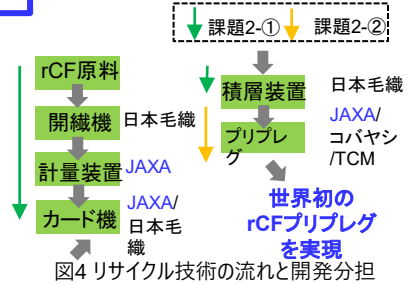 課題2-① 課題2-②
rCF原料
開繊機 日本毛織
計量装置 JAXA
カード機 JAXA/
日本毛
織
積層装置 日本毛織
プリプレ
グ
JAXA/
コバヤシ
/TCM
世界初の
rCFプリプレグ
を実現
図4 リサイクル技術の流れと開発分担